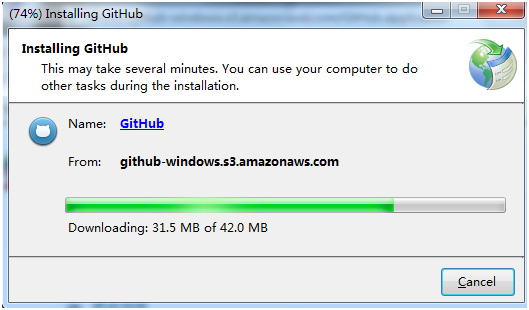 (74%) Installing GitHub
Installing GitHub
This may take several minutes. You can use your computer to do
other tasks during the installation.
Name: GitHub
From: github-windows.s3.amazonaws.com
Downloading: 31.5 MB of 42.0 MB
Cancel